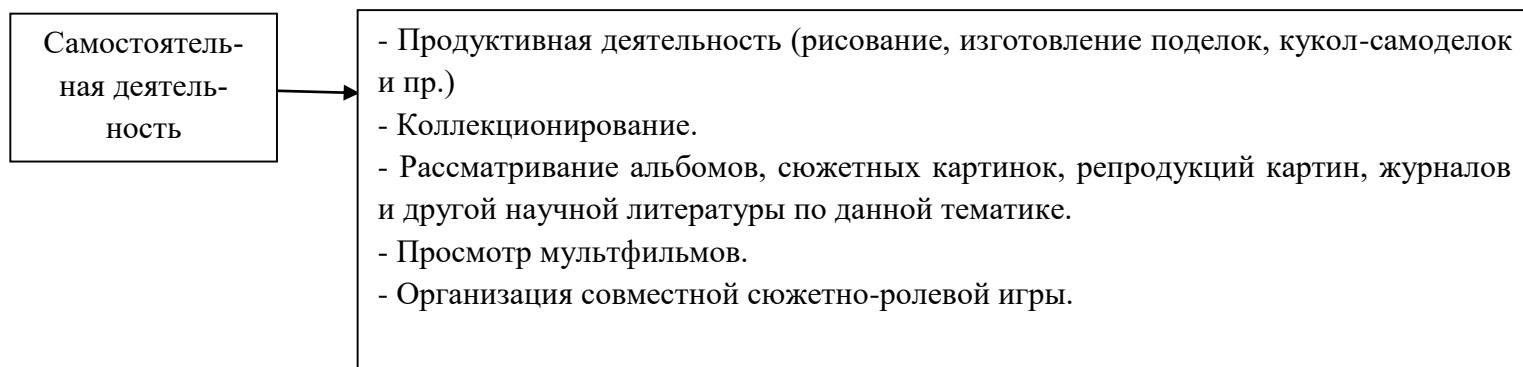 Самостоятель-
ная деятель-
ность
- Продуктивная деятельность (рисование, изготовление поделок, кукол-самоделок
и пр.)
- Коллекционирование.
- Рассматривание альбомов, сюжетных картинок, репродукций картин, журналов
и другой научной литературы по данной тематике.
- Просмотр мультфильмов.
- Организация совместной сюжетно-ролевой игры.